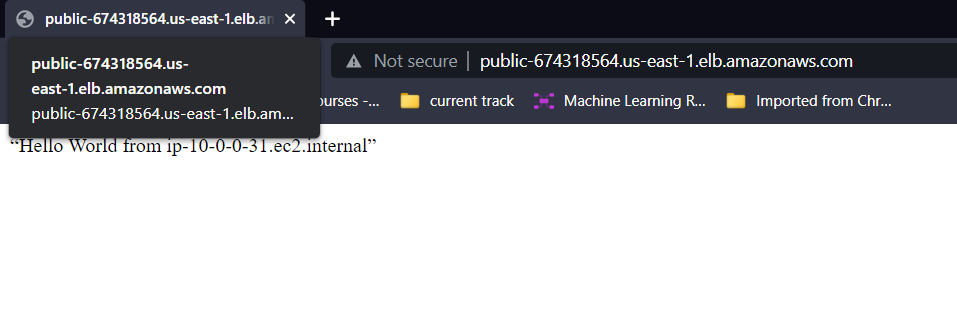 public-674318564.us-east-1.elb.an
public-674318564.us-
east-1.elb.amazonaws.com
public-674318564.us-east-1.elb.am...
Not secure | public-674318564.us-east-1.elb.amazonaws.com
ourses -... current track Machine Learning R... Imported from Chr...
“Hello World from ip-10-0-0-31.ec2.internal”